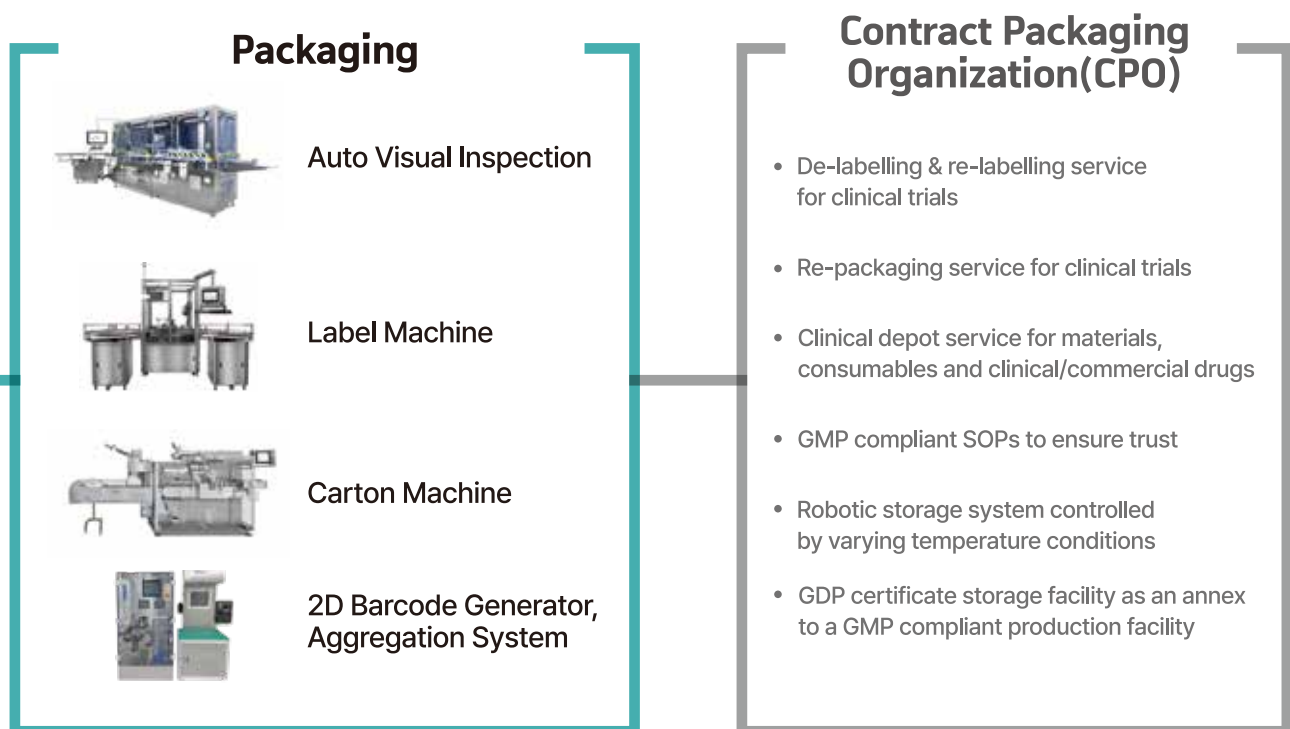 Packaging
Auto Visual Inspection
Label Machine
Carton Machine
2D Barcode Generator,
Aggregation System
Contract Packaging
Organization(CPO)
• De-labelling & re-labelling service
for clinical trials
• Re-packaging service for clinical trials
• Clinical depot service for materials,
consumables and clinical/commercial drugs
• GMP compliant SOPs to ensure trust
• Robotic storage system controlled
by varying temperature conditions
• GDP certificate storage facility as an annex
to a GMP compliant production facility